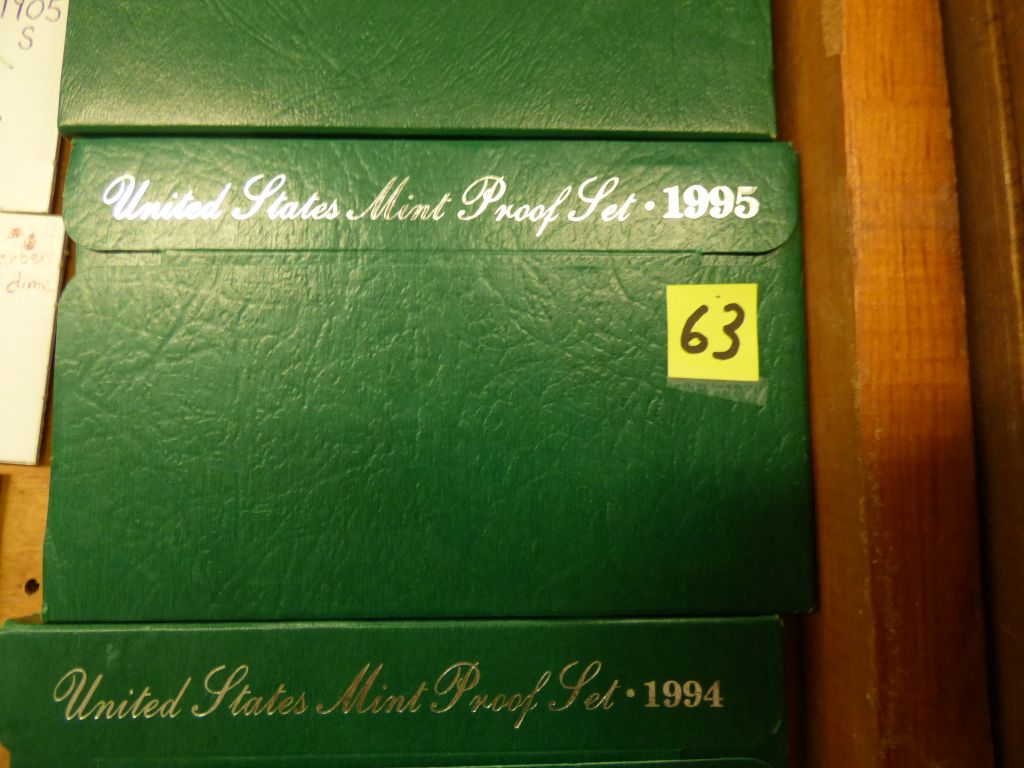 1905
S
United States Mint Proof Set · 1995
dime
63
United States Mint Proof Set · 1994